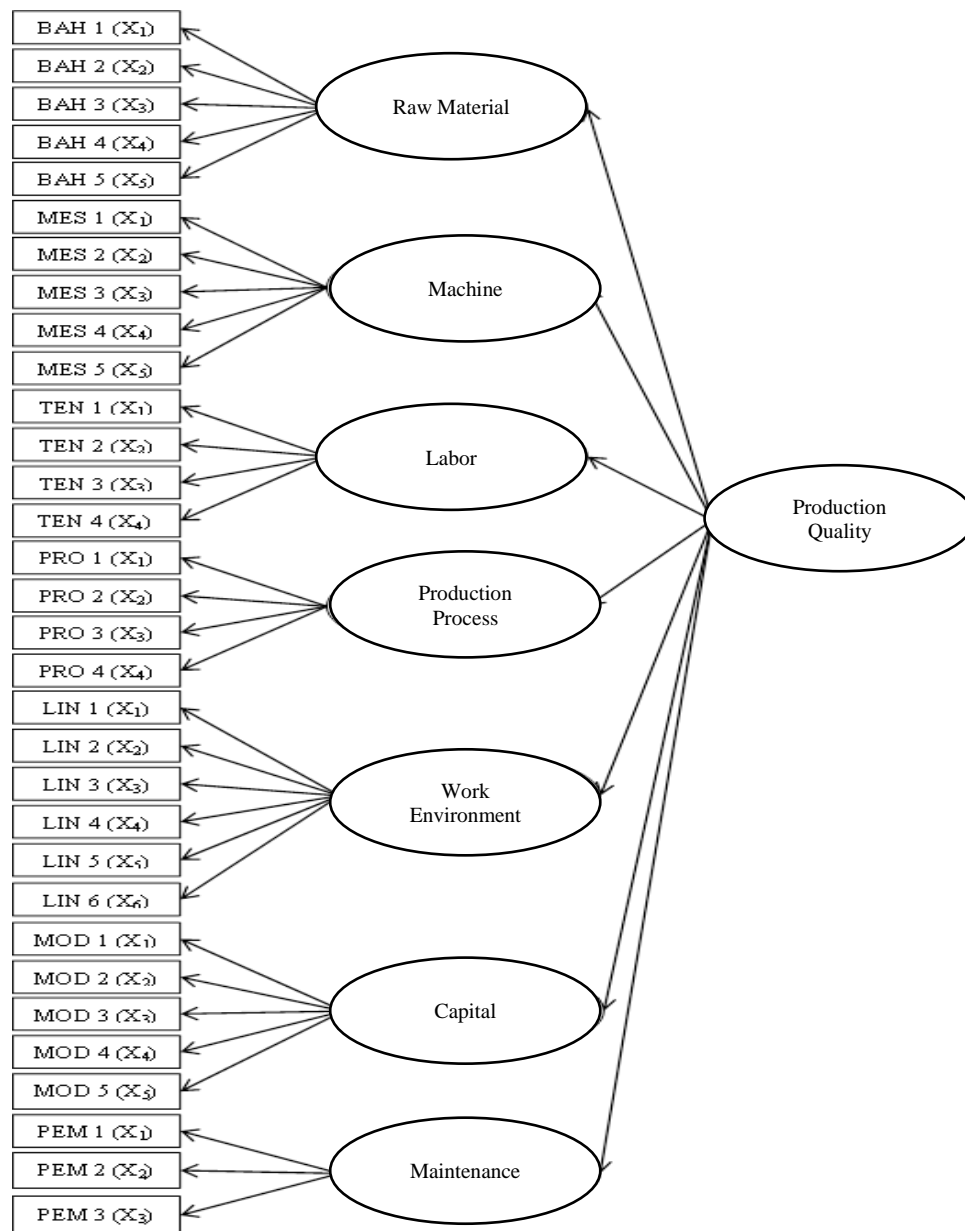 BAH 1 (X₁)
BAH 2 (X₂)
BAH 3 (X₃)
BAH 4 (X₄)
BAH 5 (X₅)
Raw Material
MES 1 (X₁)
MES 2 (X₂)
MES 3 (X₃)
MES 4 (X₄)
MES 5 (X₅)
Machine
TEN 1 (X₁)
TEN 2 (X₂)
TEN 3 (X₃)
TEN 4 (X₄)
Labor
PRO 1 (X₁)
PRO 2 (X₂)
PRO 3 (X₃)
PRO 4 (X₄)
Production
Process
LIN 1 (X₁)
LIN 2 (X₂)
LIN 3 (X₃)
LIN 4 (X₄)
LIN 5 (X₅)
LIN 6 (X₆)
Work
Environment
MOD 1 (X₁)
MOD 2 (X₂)
MOD 3 (X₃)
MOD 4 (X₄)
MOD 5 (X₅)
Capital
PEM 1 (X₁)
PEM 2 (X₂)
PEM 3 (X₃)
Maintenance
Production
Quality